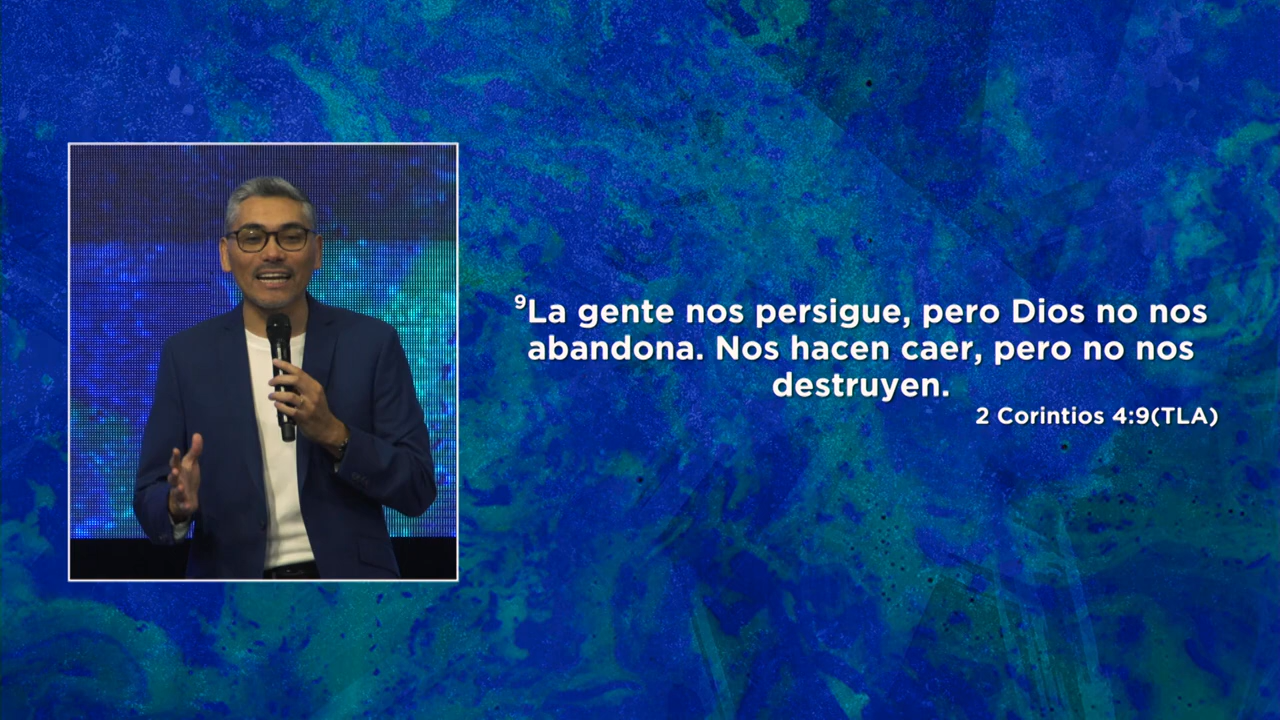 ⁹La gente nos persigue, pero Dios no nos
abandona. Nos hacen caer, pero no nos
destruyen.
2 Corintios 4:9(TLA)